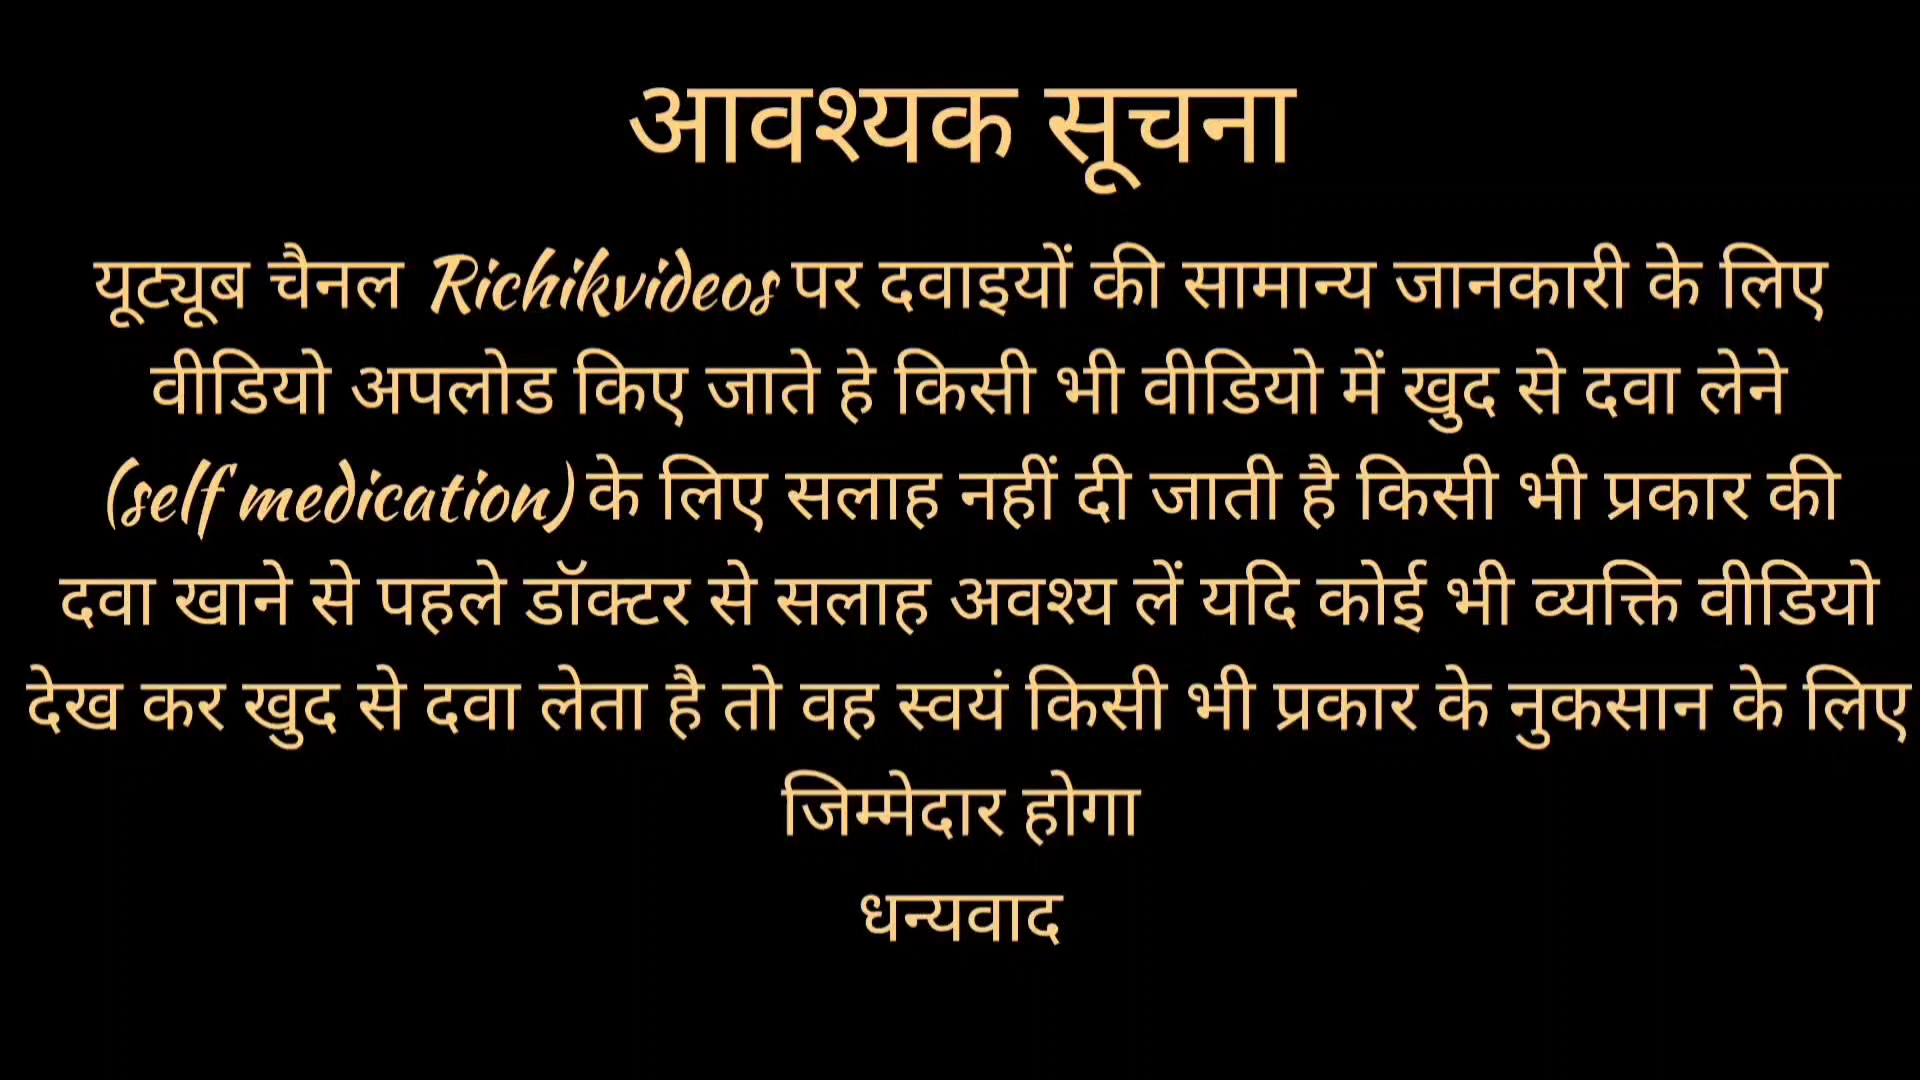 आवश्यक सूचना
यूट्यूब चैनल Richikvideos पर दवाइयों की सामान्य जानकारी के लिए
वीडियो अपलोड किए जाते हे किसी भी वीडियो में खुद से दवा लेने
(self medication) के लिए सलाह नहीं दी जाती है किसी भी प्रकार की
दवा खाने से पहले डॉक्टर से सलाह अवश्य लें यदि कोई भी व्यक्ति वीडियो
देख कर खुद से दवा लेता है तो वह स्वयं किसी भी प्रकार के नुकसान के लिए
जिम्मेदार होगा
धन्यवाद